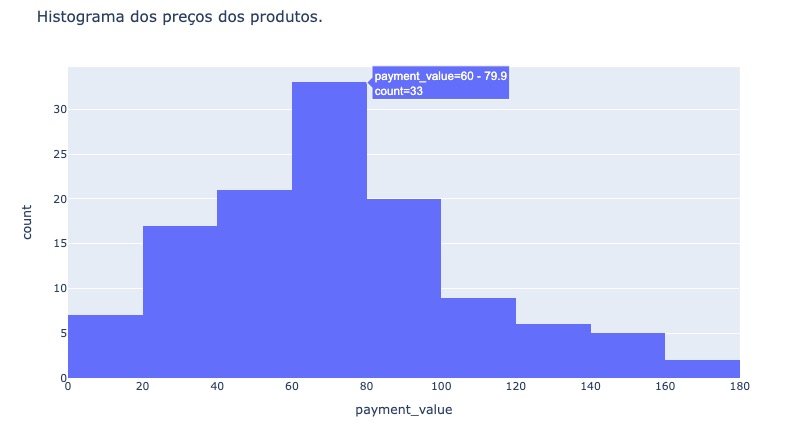 Histograma dos preços dos produtos.
payment_value=60 - 79.9
count=33
30
25
20
15
10
5
0
count
0 20 40 60 80 100 120 140 160 180
payment_value